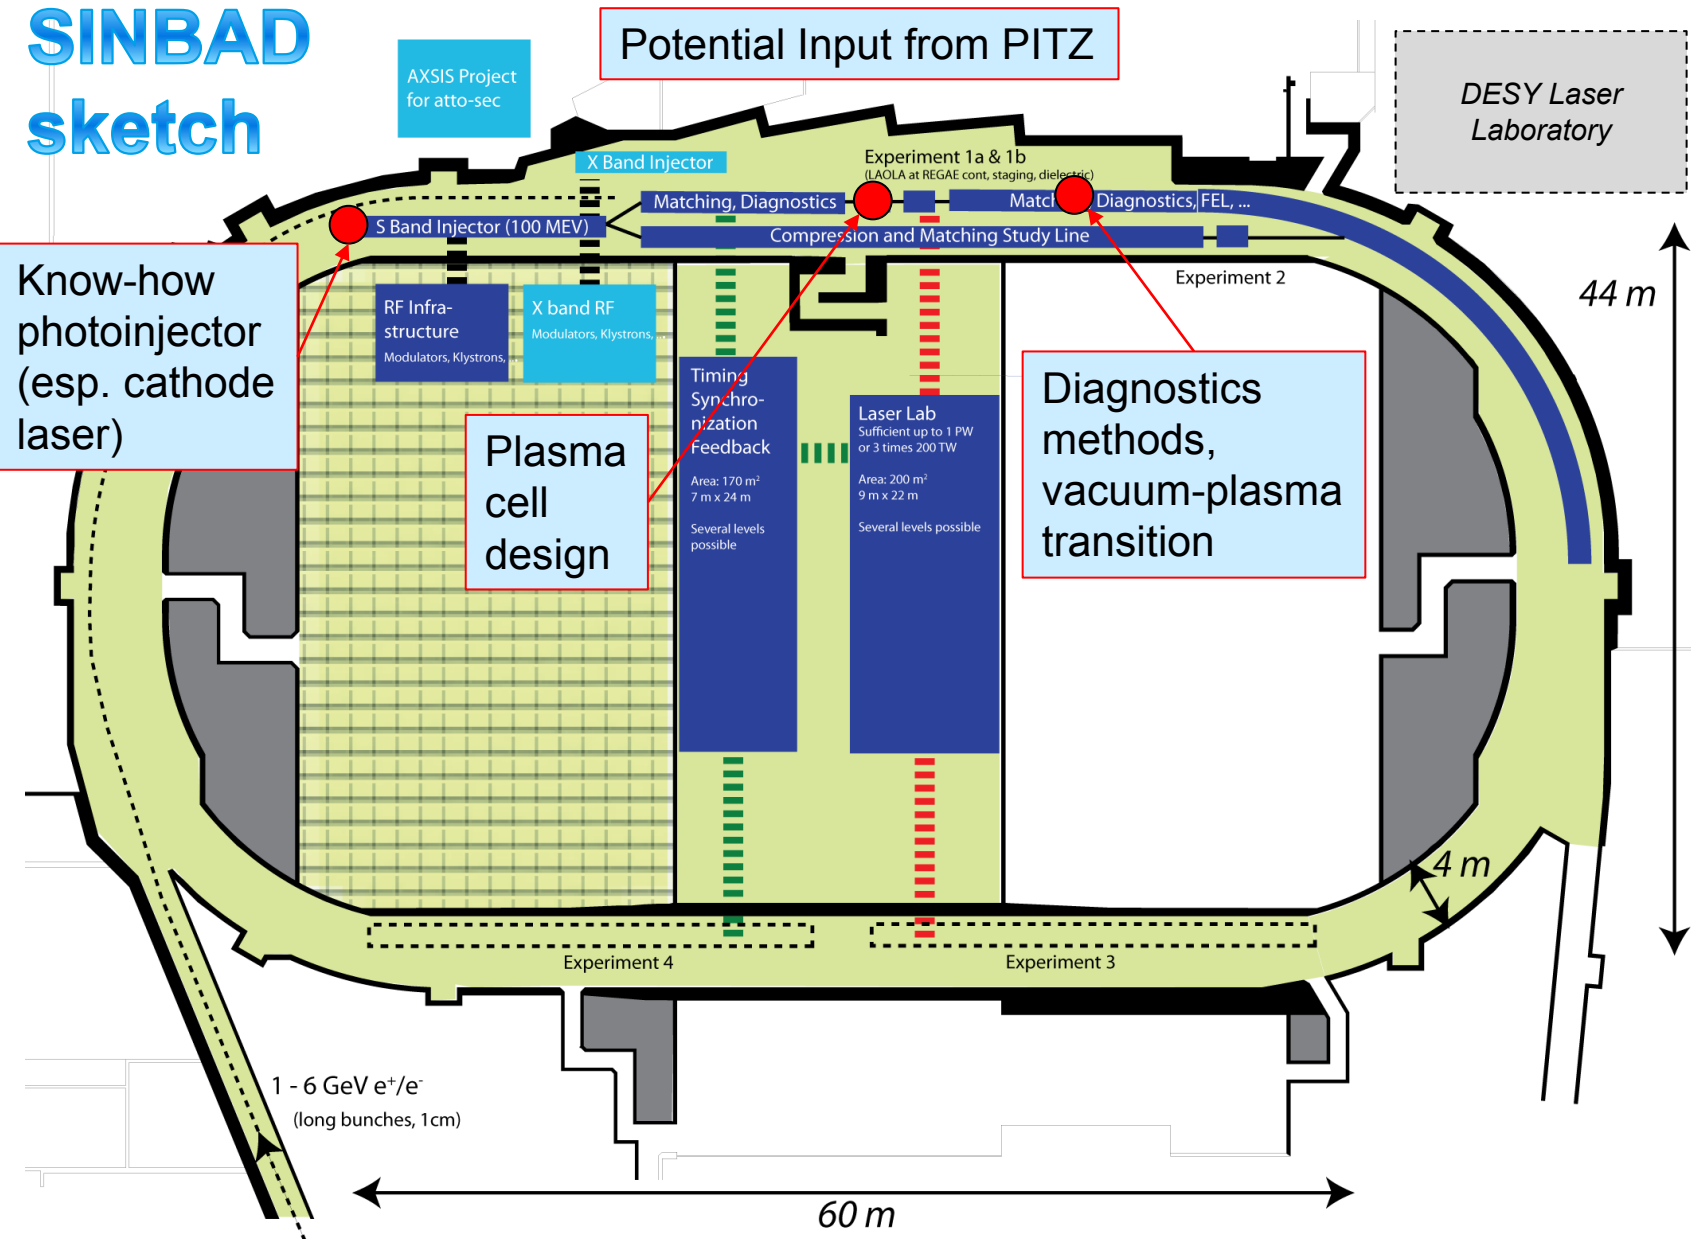 SINBAD
sketch
AXSIS Project
for atto-sec
Potential Input from PITZ
DESY Laser
Laboratory
X Band Injector
Experiment 1a & 1b
(LAOLA at REGAE cont, staging, dielectric)
Matching, Diagnostics
Matc
Diagnostics, FEL, ...
S Band Injector (100 MEV)
Compression and Matching Study Line
Experiment 2
44 m
Know-how
photoinjector
(esp. cathode
laser)
RF Infra-
structure
Modulators, Klystrons, ...
X band RF
Modulators, Klystrons, ...
Timing
Synchro-
nization
Feedback
Area: 170 m²
7 m x 24 m
Several levels
possible
Laser Lab
Sufficient up to 1 PW
or 3 times 200 TW
Area: 200 m²
9 m x 22 m
Several levels possible
Plasma
cell
design
Diagnostics
methods,
vacuum-plasma
transition
4 m
Experiment 4
Experiment 3
1 - 6 GeV e⁺/e⁻
(long bunches, 1cm)
60 m